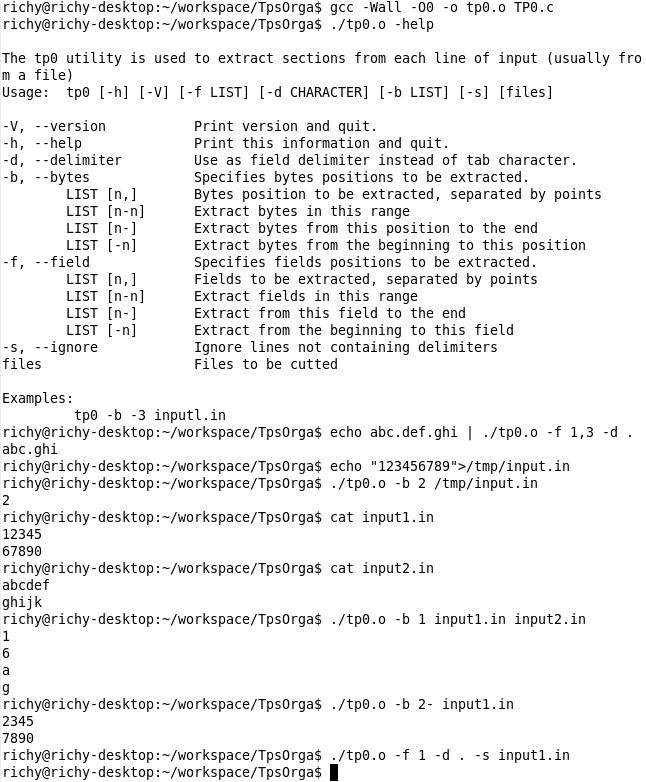 richy@richy-desktop:~/workspace/TpsOrga$ gcc -Wall -O0 -o tp0.o TP0.c
richy@richy-desktop:~/workspace/TpsOrga$ ./tp0.o -help

The tp0 utility is used to extract sections from each line of input (usually fro
m a file)
Usage:  tp0 [-h] [-V] [-f LIST] [-d CHARACTER] [-b LIST] [-s] [files]

-V, --version           Print version and quit.
-h, --help              Print this information and quit.
-d, --delimiter         Use as field delimiter instead of tab character.
-b, --bytes             Specifies bytes positions to be extracted.
        LIST [n,]       Bytes position to be extracted, separated by points
        LIST [n-n]      Extract bytes in this range
        LIST [n-]       Extract bytes from this position to the end
        LIST [-n]       Extract bytes from the beginning to this position
-f, --field             Specifies fields positions to be extracted.
        LIST [n,]       Fields to be extracted, separated by points
        LIST [n-n]      Extract fields in this range
        LIST [n-]       Extract from this field to the end
        LIST [-n]       Extract from the beginning to this field
-s, --ignore            Ignore lines not containing delimiters
files                   Files to be cutted

Examples:
         tp0 -b -3 inputl.in
richy@richy-desktop:~/workspace/TpsOrga$ echo abc.def.ghi | ./tp0.o -f 1,3 -d .
abc.ghi
richy@richy-desktop:~/workspace/TpsOrga$ echo "123456789">/tmp/input.in
richy@richy-desktop:~/workspace/TpsOrga$ ./tp0.o -b 2 /tmp/input.in
2
richy@richy-desktop:~/workspace/TpsOrga$ cat input1.in
12345
67890
richy@richy-desktop:~/workspace/TpsOrga$ cat input2.in
abcdef
ghijk
richy@richy-desktop:~/workspace/TpsOrga$ ./tp0.o -b 1 input1.in input2.in
1
6
a
g
richy@richy-desktop:~/workspace/TpsOrga$ ./tp0.o -b 2- input1.in
2345
7890
richy@richy-desktop:~/workspace/TpsOrga$ ./tp0.o -f 1 -d . -s input1.in
richy@richy-desktop:~/workspace/TpsOrga$